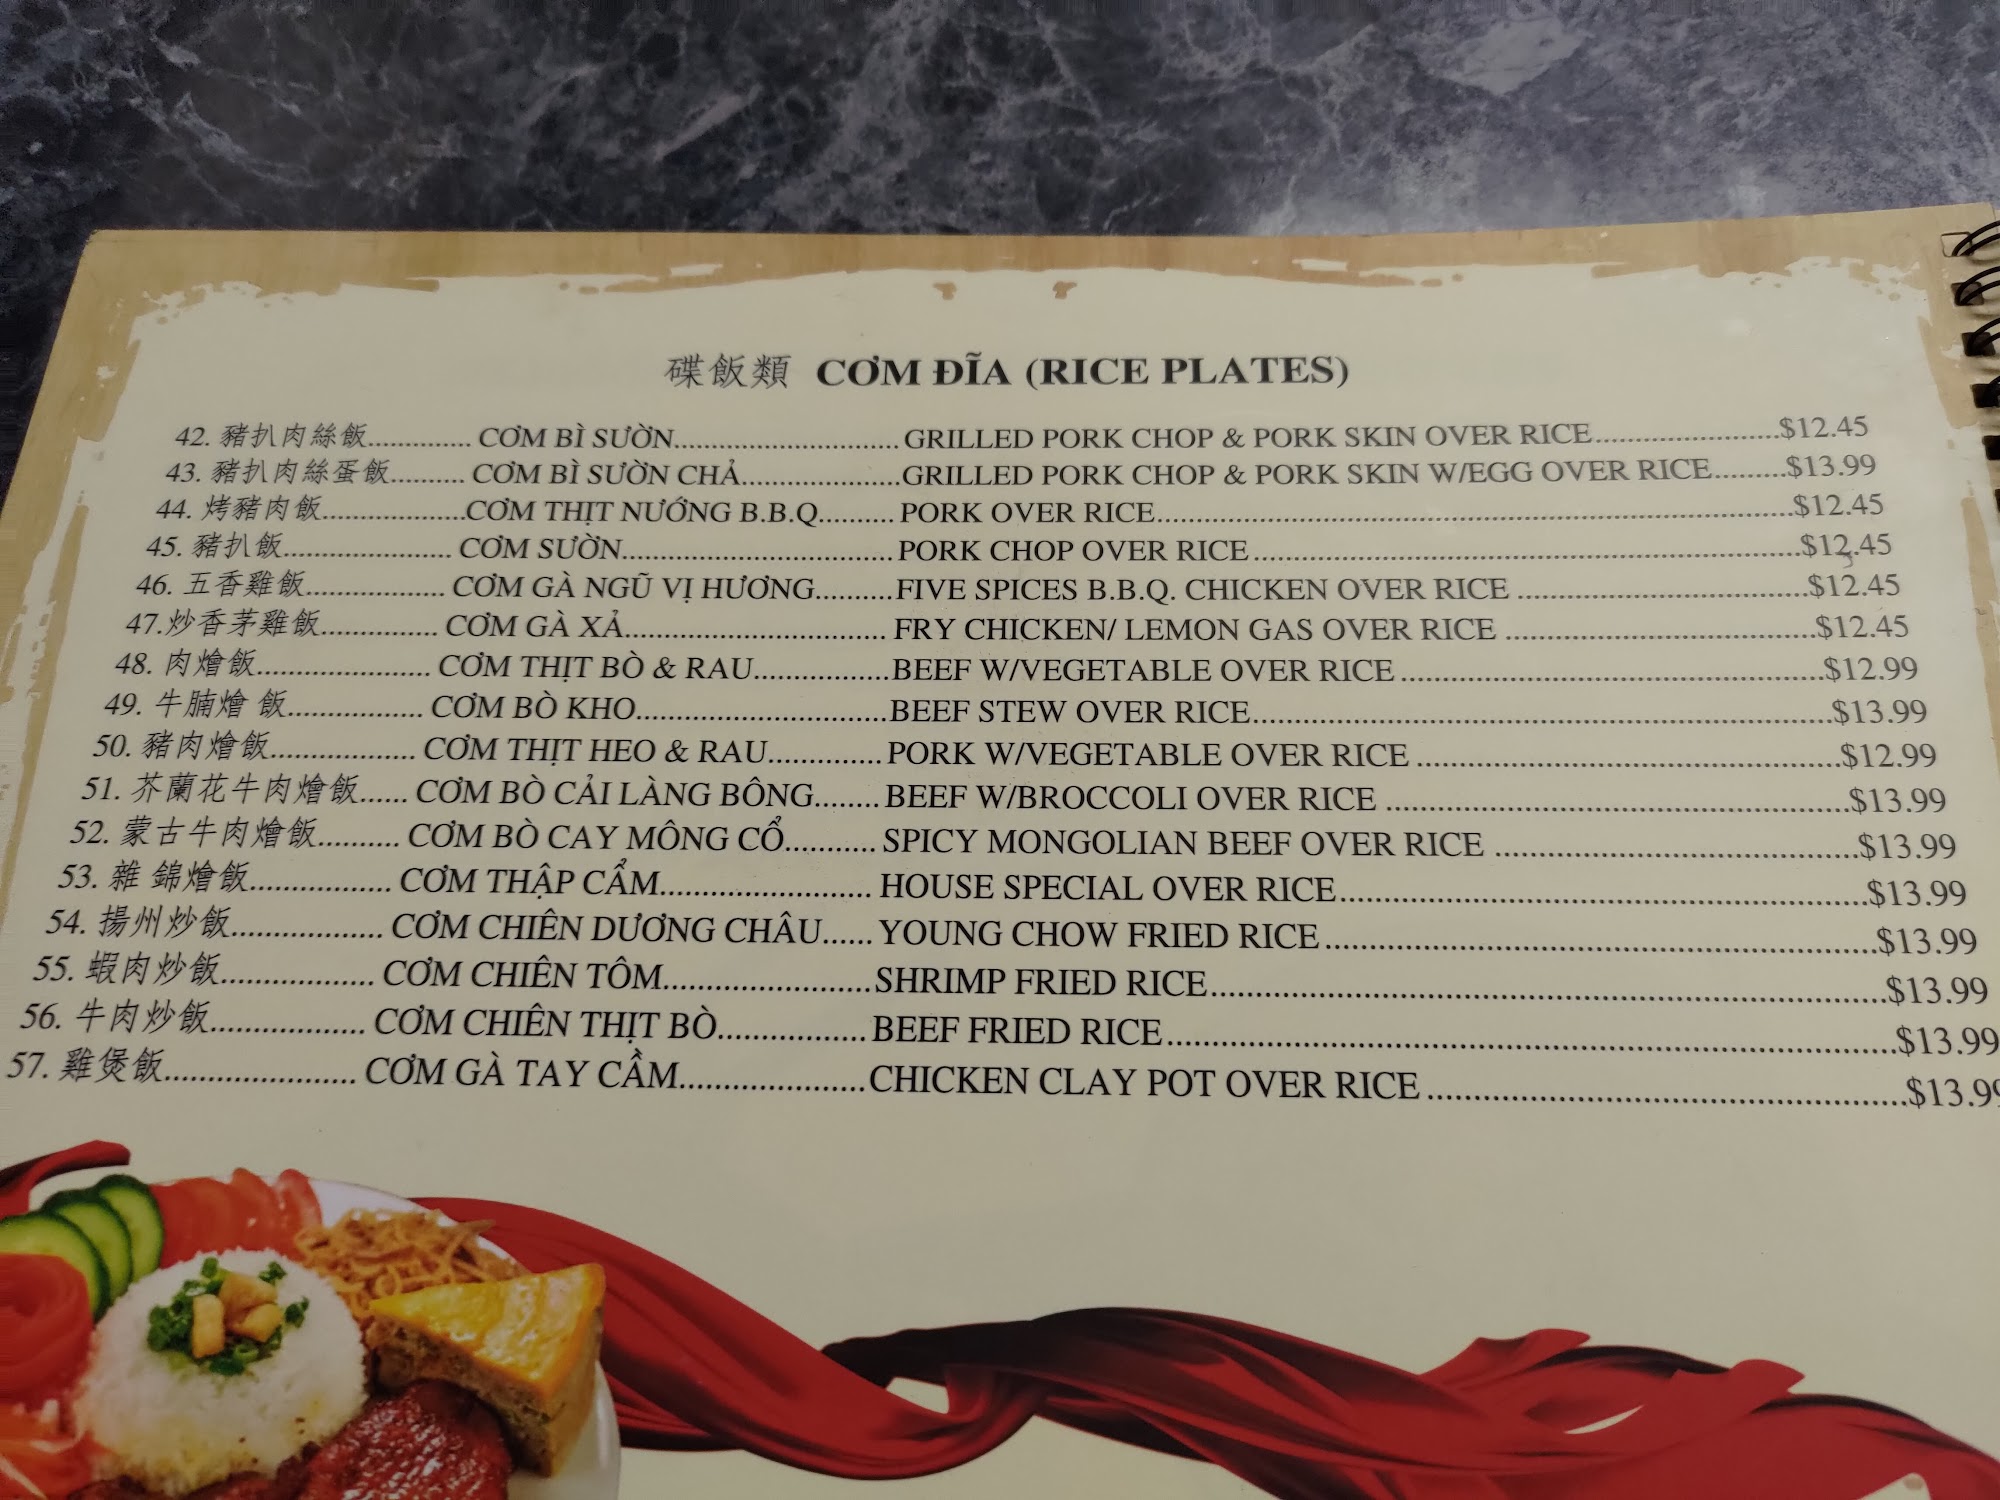 碟飯類 CƠM ĐĨA (RICE PLATES)
42. 豬扒肉絲飯.............. CƠM BÌ SƯỜN............................ GRILLED PORK CHOP & PORK SKIN OVER RICE........................$12.45
43. 豬扒肉絲蛋飯.......... CƠM BÌ SƯỜN CHẢ....................GRILLED PORK CHOP & PORK SKIN W/EGG OVER RICE.........$13.99
44. 烤豬肉飯...................CƠM THỊT NƯỚNG B.B.Q.......... PORK OVER RICE.....................................................................$12.45
45. 豬扒飯...................... CƠM SƯỜN..................................PORK CHOP OVER RICE .........................................................$12.45
46. 五香雞飯.................. CƠM GÀ NGŨ VỊ HƯƠNG..........FIVE SPICES B.B.Q. CHICKEN OVER RICE ..............................$12.45
47.炒香茅雞飯............... CƠM GÀ XẢ................................. FRY CHICKEN/ LEMON GAS OVER RICE ................................$12.45
48. 肉燴飯...................... CƠM THỊT BÒ & RAU.................BEEF W/VEGETABLE OVER RICE ............................................$12.99
49. 牛腩燴 飯................. CƠM BÒ KHO...............................BEEF STEW OVER RICE...........................................................$13.99
50. 豬肉燴飯.................. CƠM THỊT HEO & RAU.............. PORK W/VEGETABLE OVER RICE ..........................................$12.99
51. 芥蘭花牛肉燴飯...... CƠM BÒ CẢI LÀNG BÔNG........ BEEF W/BROCCOLI OVER RICE ..............................................$13.99
52. 蒙古牛肉燴飯.......... CƠM BÒ CAY MÔNG CỔ........... SPICY MONGOLIAN BEEF OVER RICE ...................................$13.99
53. 雜 錦燴飯................. CƠM THẬP CẨM......................... HOUSE SPECIAL OVER RICE...................................................$13.99
54. 揚州炒飯.................. CƠM CHIÊN DƯƠNG CHÂU...... YOUNG CHOW FRIED RICE ....................................................$13.99
55. 蝦肉炒飯.................. CƠM CHIÊN TÔM.........................SHRIMP FRIED RICE...............................................................$13.99
56. 牛肉炒飯.................. CƠM CHIÊN THỊT BÒ................. BEEF FRIED RICE....................................................................$13.99
57. 雞煲飯...................... CƠM GÀ TAY CẦM.....................CHICKEN CLAY POT OVER RICE ............................................$13.99